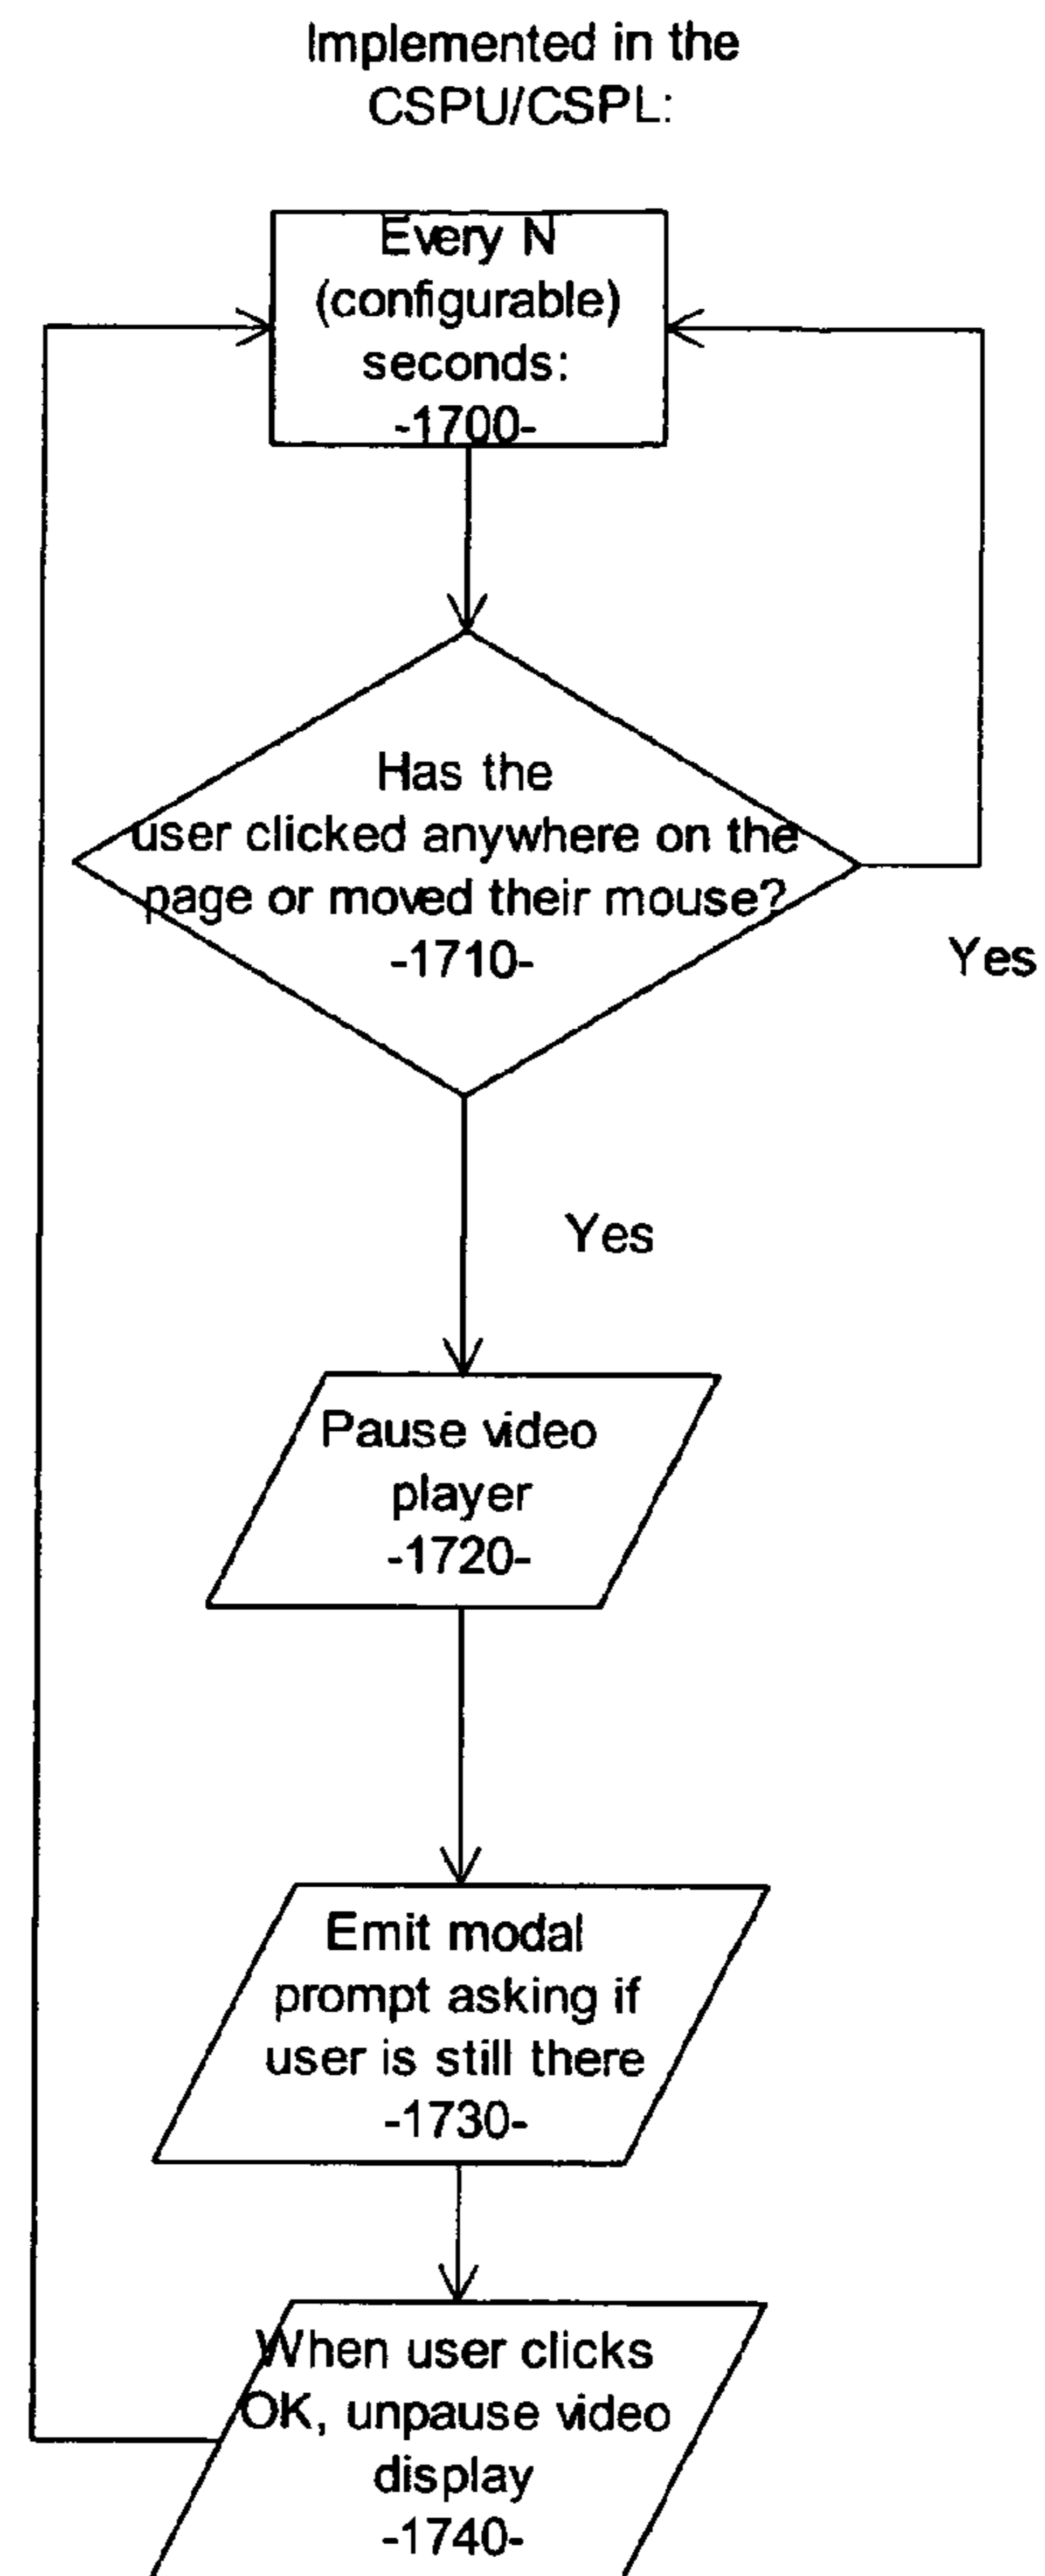 Implemented in the
CSPU/CSPL:
Every N
(configurable)
seconds:
-1700-
Has the
user clicked anywhere on the
page or moved their mouse?
-1710-
Yes
Yes
Pause video
player
-1720-
Emit modal
prompt asking if
user is still there
-1730-
When user clicks
OK, unpause video
display
-1740-